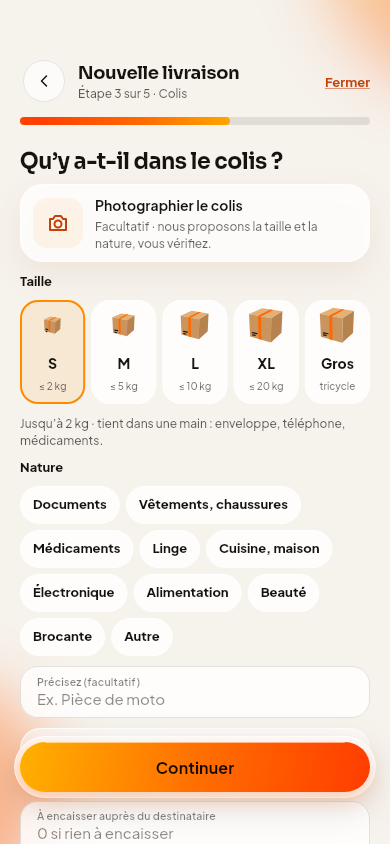 Nouvelle livraison
Étape 3 sur 5 · Colis
Fermer
Qu’y a-t-il dans le colis ?
Photographier le colis
Facultatif · nous proposons la taille et la
nature, vous vérifiez.
Taille
S
M
L
XL
Gros
≤ 2 kg
≤ 5 kg
≤ 10 kg
≤ 20 kg
tricycle
Jusqu’à 2 kg · tient dans une main : enveloppe, téléphone,
médicaments.
Nature
Documents
Vêtements, chaussures
Médicaments
Linge
Cuisine, maison
Électronique
Alimentation
Beauté
Brocante
Autre
Précisez (facultatif)
Ex. Pièce de moto
Continuer
À encaisser auprès du destinataire
0 si rien à encaisser